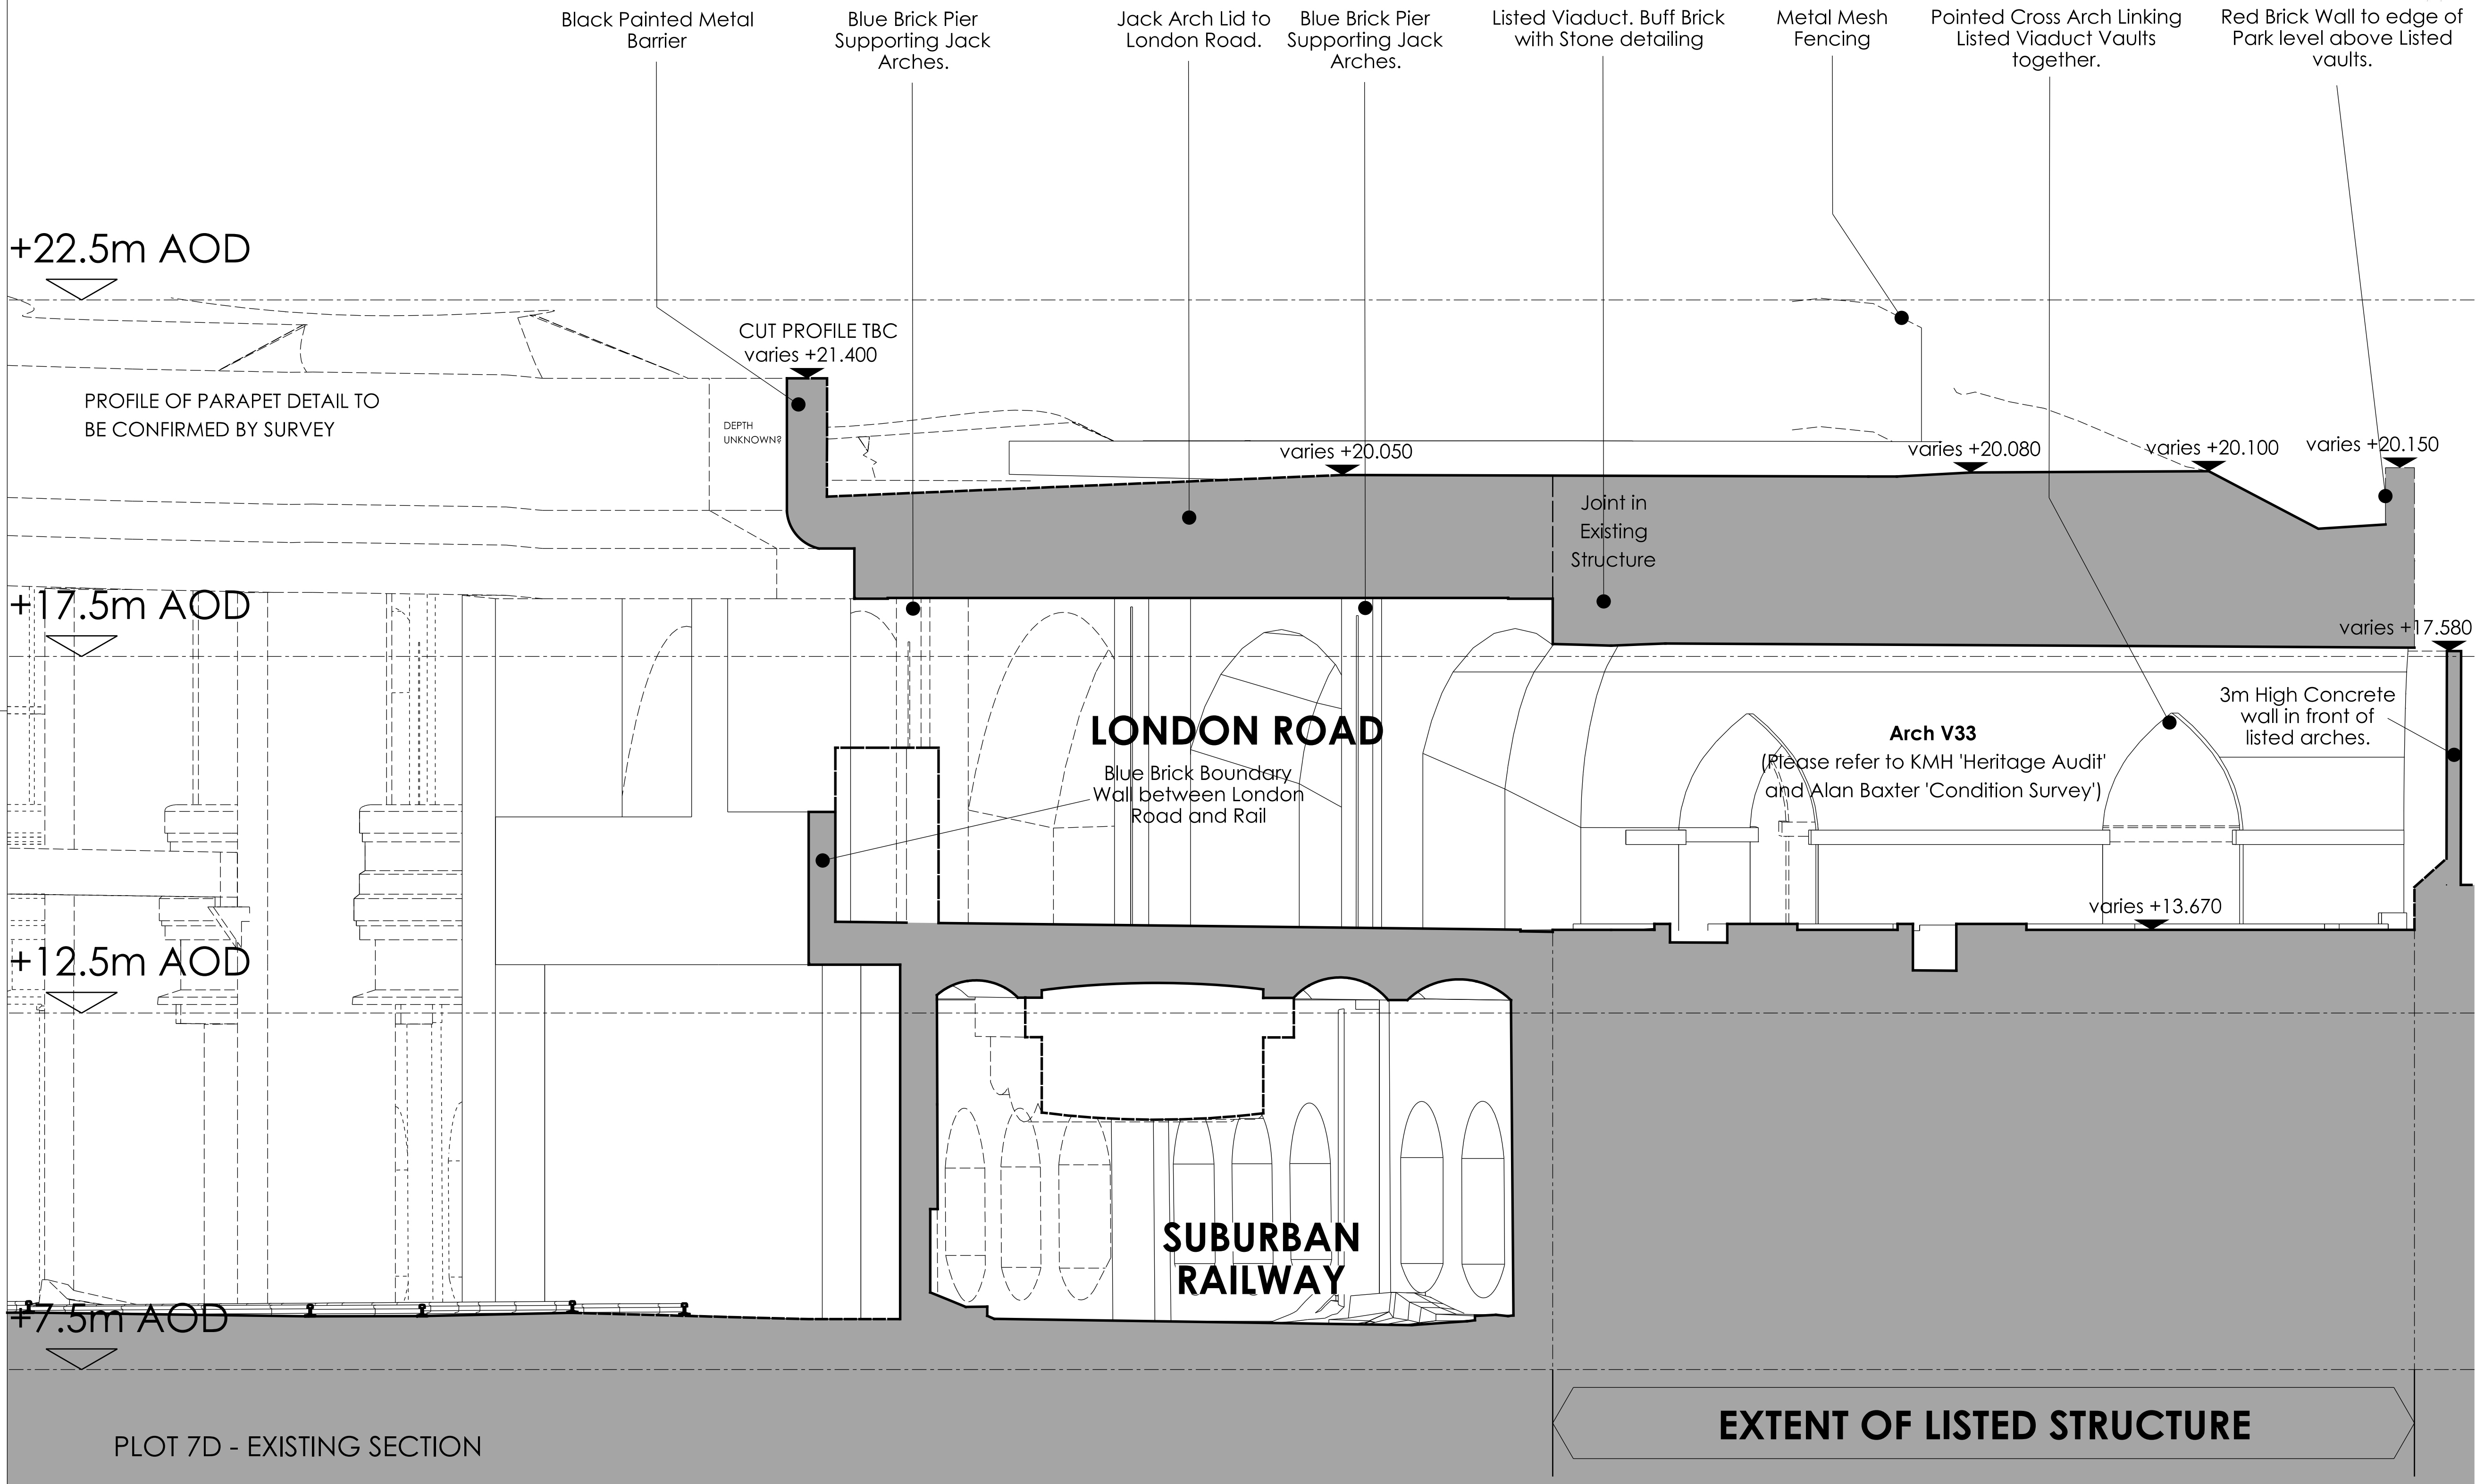 Black Painted Metal
Barrier
Blue Brick Pier
Supporting Jack
Arches.
Jack Arch Lid to
London Road.
Blue Brick Pier
Supporting Jack
Arches.
Listed Viaduct. Buff Brick
with Stone detailing
Metal Mesh
Fencing
Pointed Cross Arch Linking
Listed Viaduct Vaults
together.
Red Brick Wall to edge of
Park level above Listed
vaults.
+22.5m AOD
CUT PROFILE TBC
varies +21.400
PROFILE OF PARAPET DETAIL TO
BE CONFIRMED BY SURVEY
DEPTH
UNKNOWN?
varies +20.050
varies +20.080
varies +20.100
varies +20.150
Joint in
Existing
Structure
+17.5m AOD
varies +17.580
3m High Concrete
wall in front of
listed arches.
LONDON ROAD
Blue Brick Boundary
Wall between London
Road and Rail
Arch V33
(Please refer to KMH 'Heritage Audit'
and Alan Baxter 'Condition Survey')
varies +13.670
+12.5m AOD
SUBURBAN
RAILWAY
+7.5m AOD
EXTENT OF LISTED STRUCTURE
PLOT 7D - EXISTING SECTION